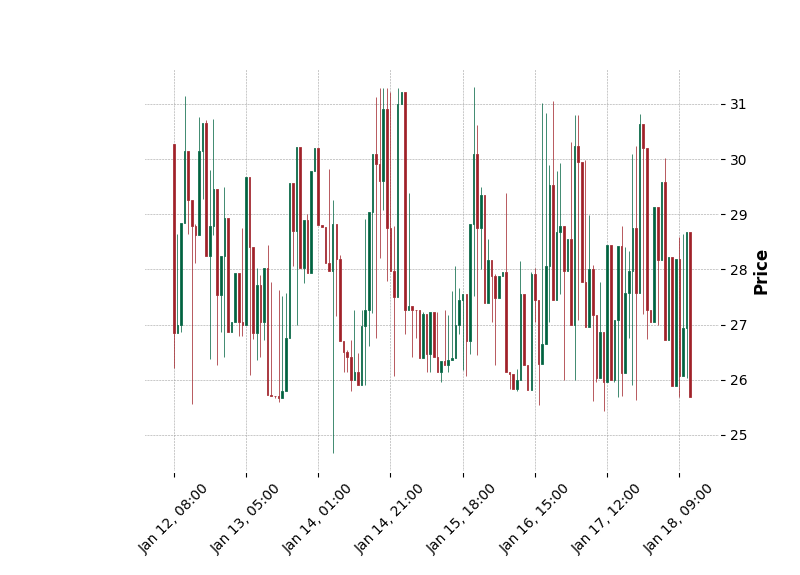 31
30
29
28
27
26
25
Price
Jan 12, 08:00
Jan 13, 05:00
Jan 14, 01:00
Jan 14, 21:00
Jan 15, 18:00
Jan 16, 15:00
Jan 17, 12:00
Jan 18, 09:00